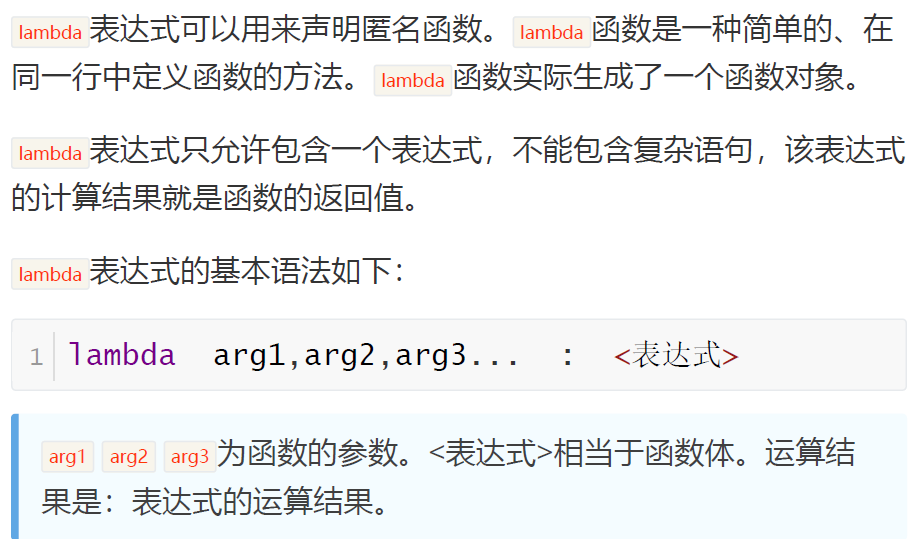 lambda表达式可以用来声明匿名函数。lambda函数是一种简单的、在
同一行中定义函数的方法。lambda函数实际生成了一个函数对象。
lambda表达式只允许包含一个表达式，不能包含复杂语句，该表达式
的计算结果就是函数的返回值。
lambda表达式的基本语法如下：
1 lambda  arg1,arg2,arg3...  :  <表达式>
arg1 arg2 arg3为函数的参数。<表达式>相当于函数体。运算结
果是：表达式的运算结果。